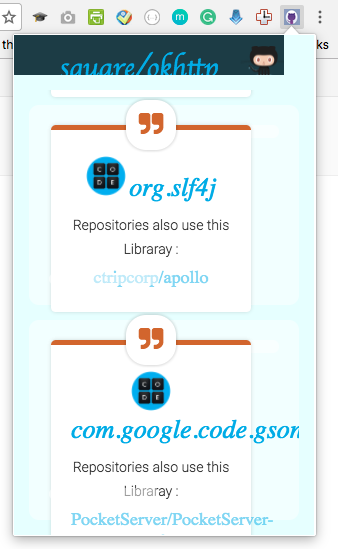 th
ks
square/okhttp
org.slf4j
Repositories also use this
Libraray :
ctripcorp/apollo
CODE
com.google.code.gson
Repositories also use this
Libraray :
PocketServer/PocketServer-